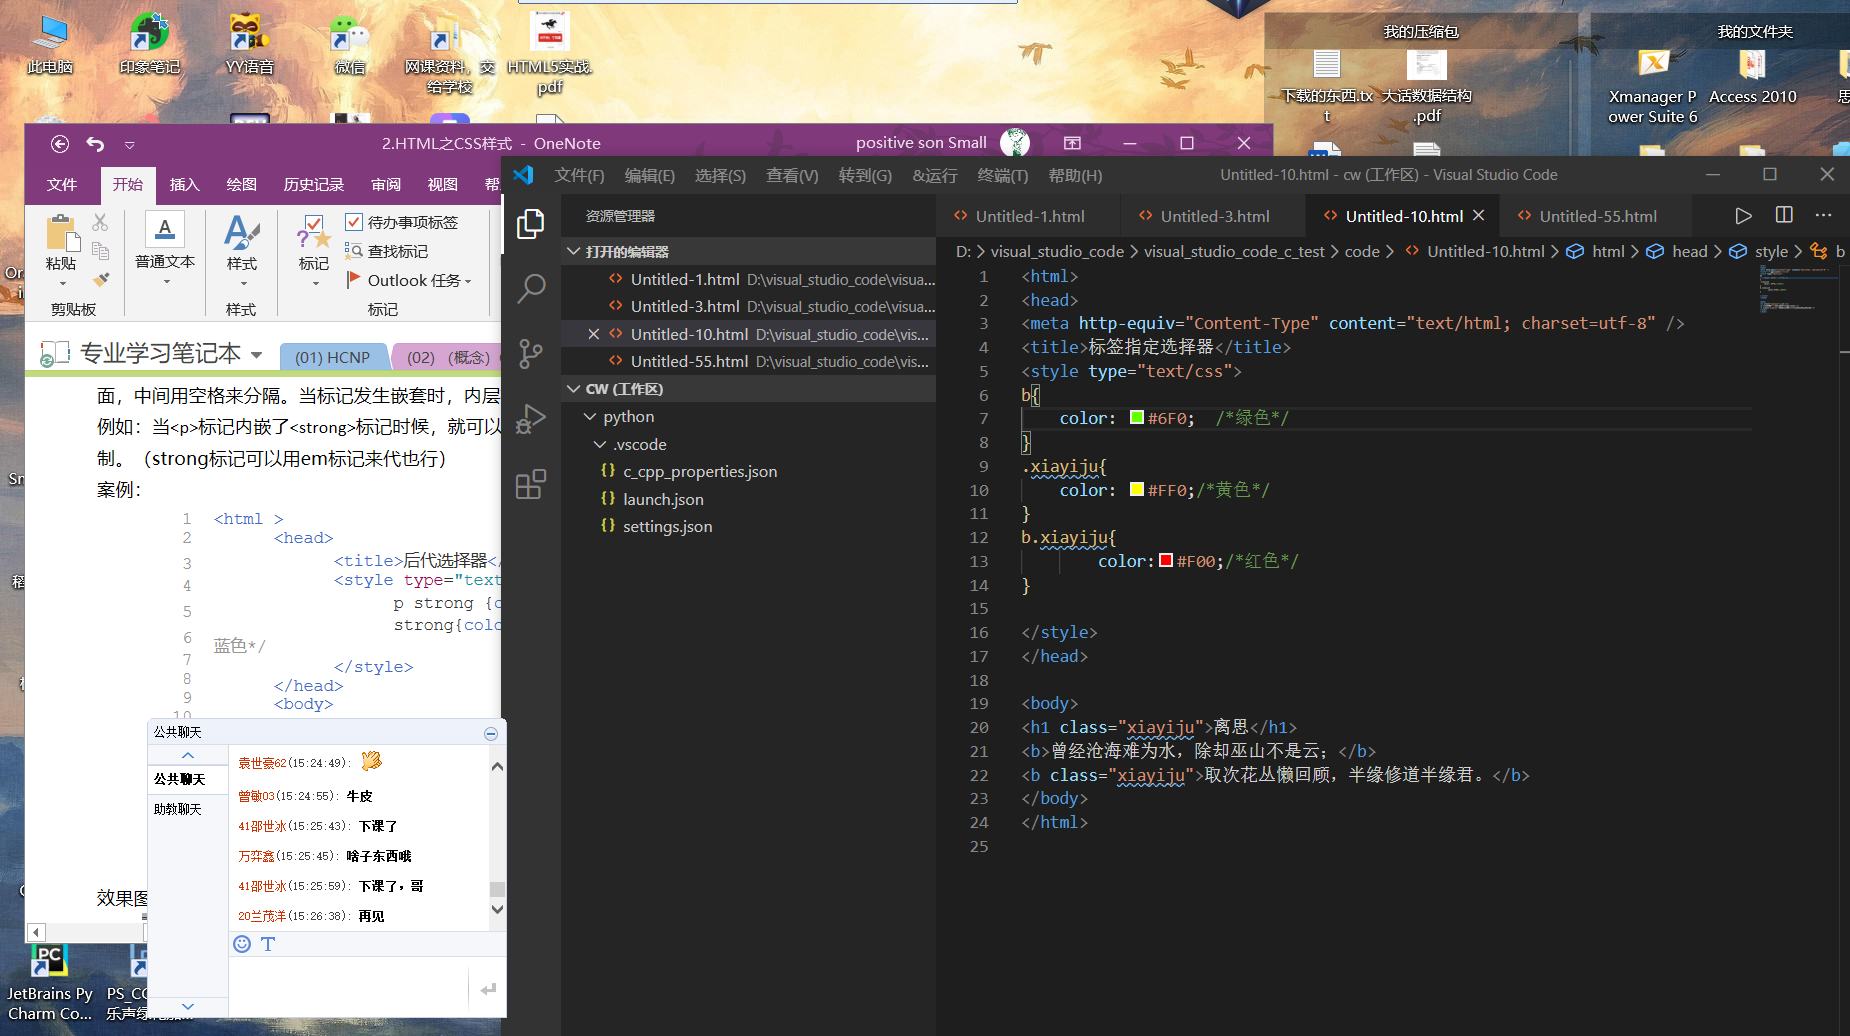 此电脑
印象笔记
YY语音
微信
网课资料，交
给学校
HTML5实战.
pdf
我的压缩包
我的文件夹
下载的东西.tx
t
大话数据结构
.pdf
Xmanager P
ower Suite 6
Access 2010
2.HTML之CSS样式 - OneNote
positive son Small
文件
开始
插入
绘图
历史记录
审阅
视图
粘贴
剪贴板
普通文本
样式
样式
标记
待办事项标签
查找标记
Outlook 任务
标记
专业学习笔记本
(01) HCNP
(02) （概念）
面，中间用空格来分隔。当标记发生嵌套时，内层
例如：当<p>标记内嵌了<strong>标记时候，就可以
制。（strong标记可以用em标记来代也行）
案例：
1 <html >
2 <head>
3 <title>后代选择器</
4 <style type="text
5 p strong {c
6 strong{colo
蓝色*/
7 </style>
8 </head>
9 <body>
10
效果图
公共聊天
公共聊天
助教聊天
袁世豪62(15:24:49):
曾敏03(15:24:55): 牛皮
41邵世冰(15:25:43): 下课了
万弈鑫(15:25:45): 啥子东西哦
41邵世冰(15:25:59): 下课了，哥
20兰茂洋(15:26:38): 再见
JetBrains Py
Charm Co...
PS_CC
文件(F) 编辑(E) 选择(S) 查看(V) 转到(G) &运行 终端(T) 帮助(H)
Untitled-10.html - cw (工作区) - Visual Studio Code
资源管理器
打开的编辑器
Untitled-1.html D:\visual_studio_code\visua...
Untitled-3.html D:\visual_studio_code\visua...
Untitled-10.html D:\visual_studio_code\vis...
Untitled-55.html D:\visual_studio_code\vis...
CW (工作区)
python
.vscode
c_cpp_properties.json
launch.json
settings.json
Untitled-1.html
Untitled-3.html
Untitled-10.html
Untitled-55.html
D: > visual_studio_code > visual_studio_code_c_test > code > Untitled-10.html > html > head > style > b
1 <html>
2 <head>
3 <meta http-equiv="Content-Type" content="text/html; charset=utf-8" />
4 <title>标签指定选择器</title>
5 <style type="text/css">
6 b{
7 color: #6F0; /*绿色*/
8 }
9 .xiayiju{
10 color: #FF0;/*黄色*/
11 }
12 b.xiayiju{
13 color:#F00;/*红色*/
14 }
15
16 </style>
17 </head>
18
19 <body>
20 <h1 class="xiayiju">离思</h1>
21 <b>曾经沧海难为水，除却巫山不是云；</b>
22 <b class="xiayiju">取次花丛懒回顾，半缘修道半缘君。</b>
23 </body>
24 </html>
25